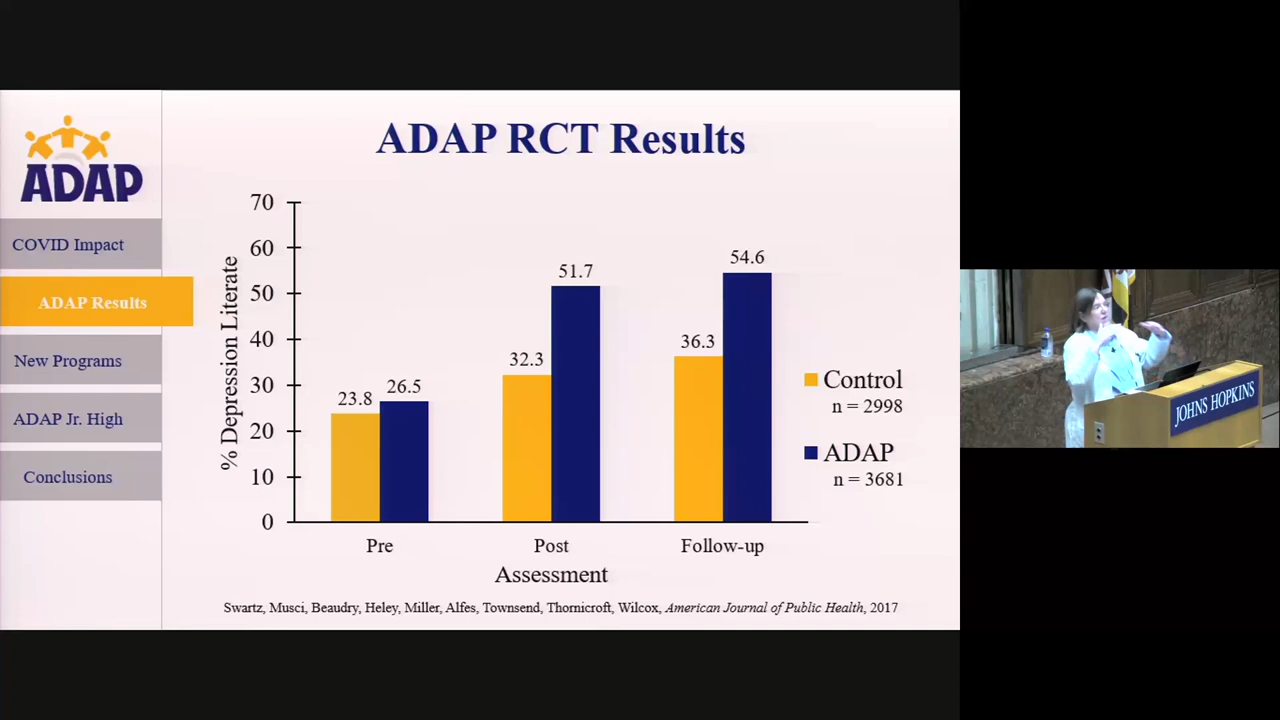 ADAP RCT Results
ADAP
COVID Impact
ADAP Results
New Programs
ADAP Jr. High
Conclusions
% Depression Literate
70
60
50
40
30
20
10
0
23.8
26.5
32.3
51.7
36.3
54.6
Pre
Post
Follow-up
Assessment
Control
n = 2998
ADAP
n = 3681
Swartz, Musci, Beaudry, Heley, Miller, Alfes, Townsend, Thornicroft, Wilcox, American Journal of Public Health, 2017
JOHNS HOPKINS